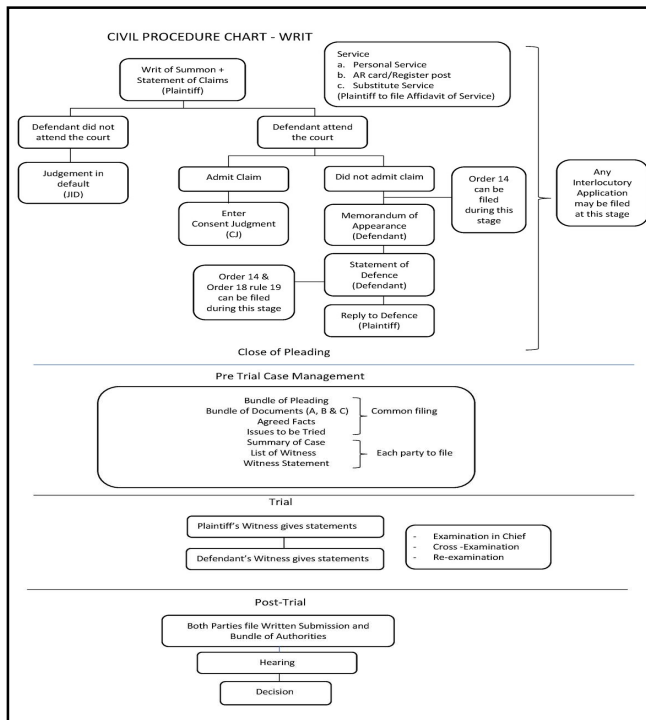 CIVIL PROCEDURE CHART - WRIT
Service
a. Personal Service
b. AR card/Register post
c. Substitute Service
(Plaintiff to file Affidavit of Service)
Writ of Summon +
Statement of Claims
(Plaintiff)
Defendant did not
attend the court
Defendant attend
the court
Judgement in
default
(JID)
Admit Claim
Did not admit claim
Order 14
can be
filed
during this
stage
Any
Interlocutory
Application
may be filed
at this stage
Enter
Consent Judgment
(CJ)
Memorandum of
Appearance
(Defendant)
Order 14 &
Order 18 rule 19
can be filed
during this stage
Statement of
Defence
(Defendant)
Reply to Defence
(Plaintiff)
Close of Pleading
Pre Trial Case Management
Bundle of Pleading
Bundle of Documents (A, B & C)
Agreed Facts
Issues to be Tried
Common filing
Summary of Case
List of Witness
Witness Statement
Each party to file
Trial
Plaintiff's Witness gives statements
Defendant's Witness gives statements
- Examination in Chief
- Cross -Examination
- Re-examination
Post-Trial
Both Parties file Written Submission and
Bundle of Authorities
Hearing
Decision